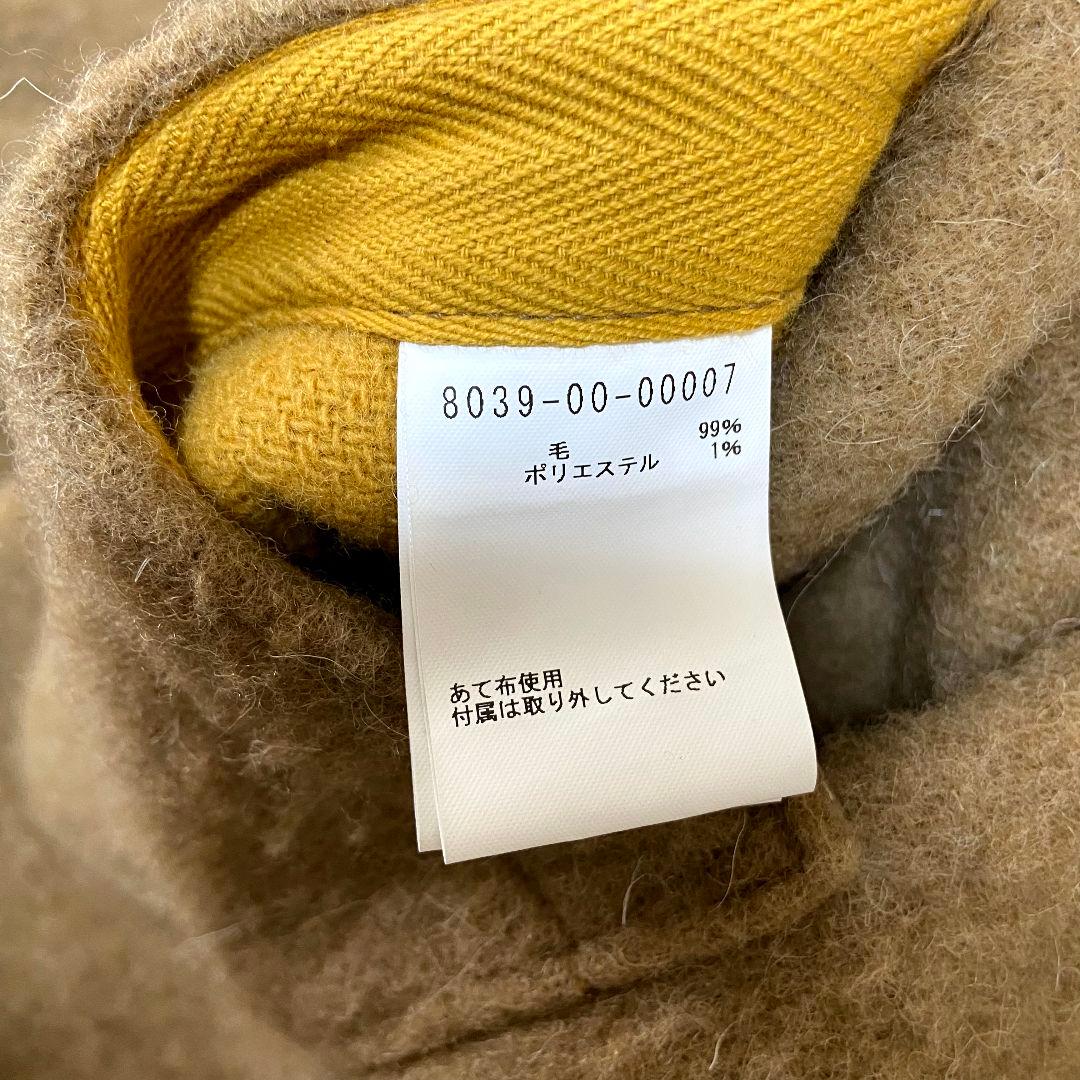 8039-00-00007
毛 99%
ポリエステル 1%
あて布使用
付属は取り外してください